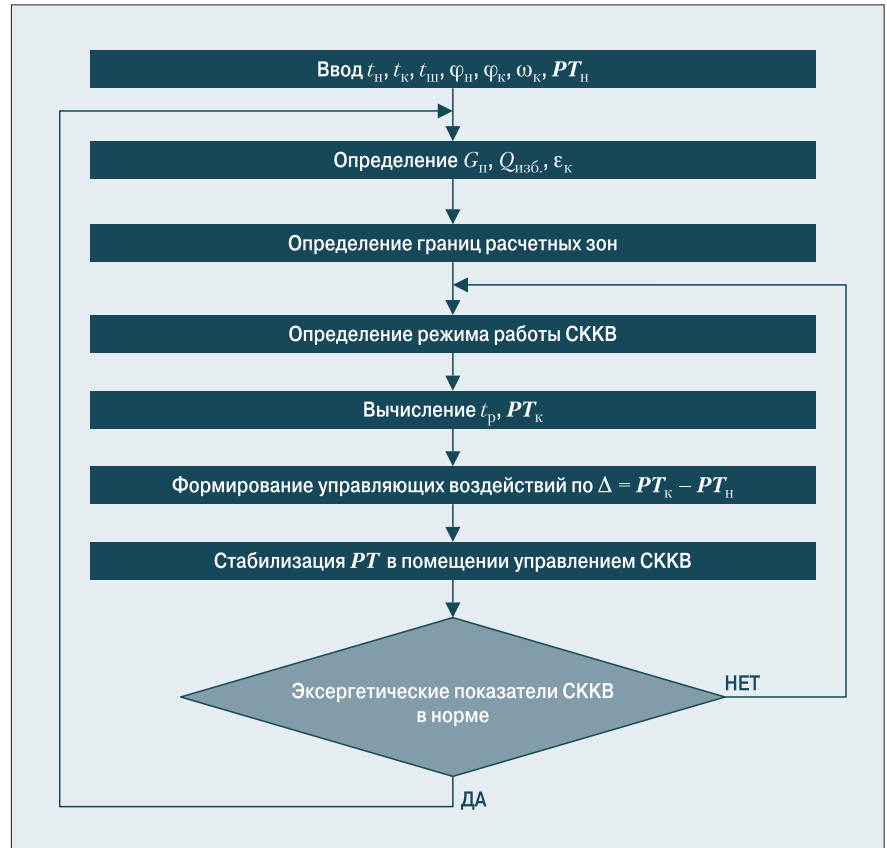 Ввод tн, tк, tш, φн, φк, ωк, PTн
Определение Gп, Qизб., εк
Определение границ расчетных зон
Определение режима работы СККВ
Вычисление tр, PTк
Формирование управляющих воздействий по Δ = PTк – PTн
Стабилизация PT в помещении управлением СККВ
Эксергетические показатели СККВ
в норме
НЕТ
ДА